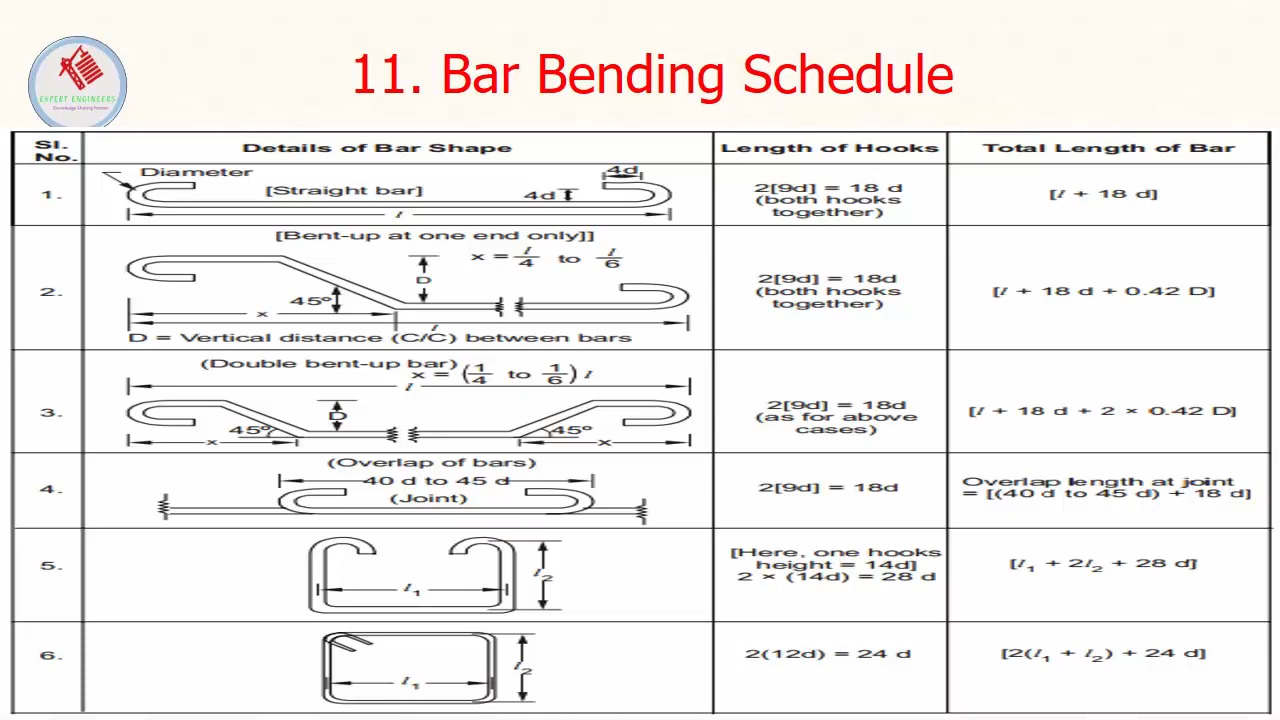 11. Bar Bending Schedule
EXPERT ENGINEERS
Knowledge Sharing Forever
Sl. No.
Details of Bar Shape
Length of Hooks
Total Length of Bar
1.
Diameter
[Straight bar]
4d
4d
l
2[9d] = 18 d
(both hooks
together)
[l + 18 d]
2.
[Bent-up at one end only]]
x = l/4 to l/6
D
45º
x
l
D = Vertical distance (C/C) between bars
2[9d] = 18d
(both hooks
together)
[l + 18 d + 0.42 D]
3.
(Double bent-up bar)
x = (1/4 to 1/6) l
l
D
45º
45º
x
x
2[9d] = 18d
(as for above
cases)
[l + 18 d + 2 × 0.42 D]
4.
(Overlap of bars)
40 d to 45 d
(Joint)
2[9d] = 18d
Overlap length at joint
= [(40 d to 45 d) + 18 d]
5.
l₁
l₂
[Here, one hooks
height = 14d]
2 × (14d) = 28 d
[l₁ + 2l₂ + 28 d]
6.
l₁
l₂
2(12d) = 24 d
[2(l₁ + l₂) + 24 d]